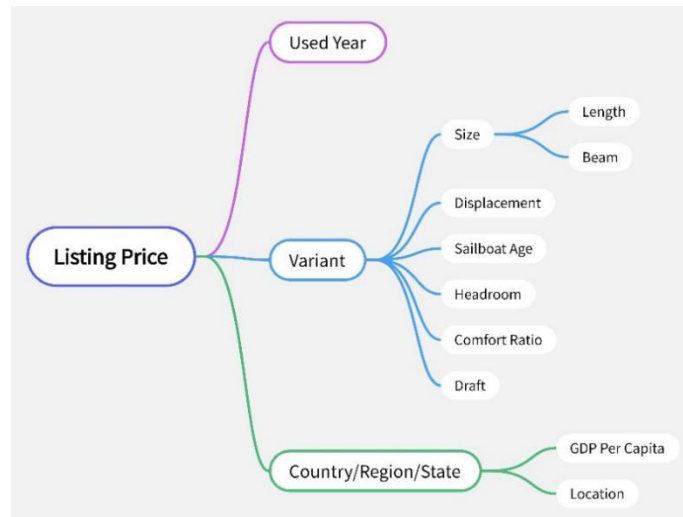 Listing Price
Used Year
Variant
Size
Length
Beam
Displacement
Sailboat Age
Headroom
Comfort Ratio
Draft
Country/Region/State
GDP Per Capita
Location